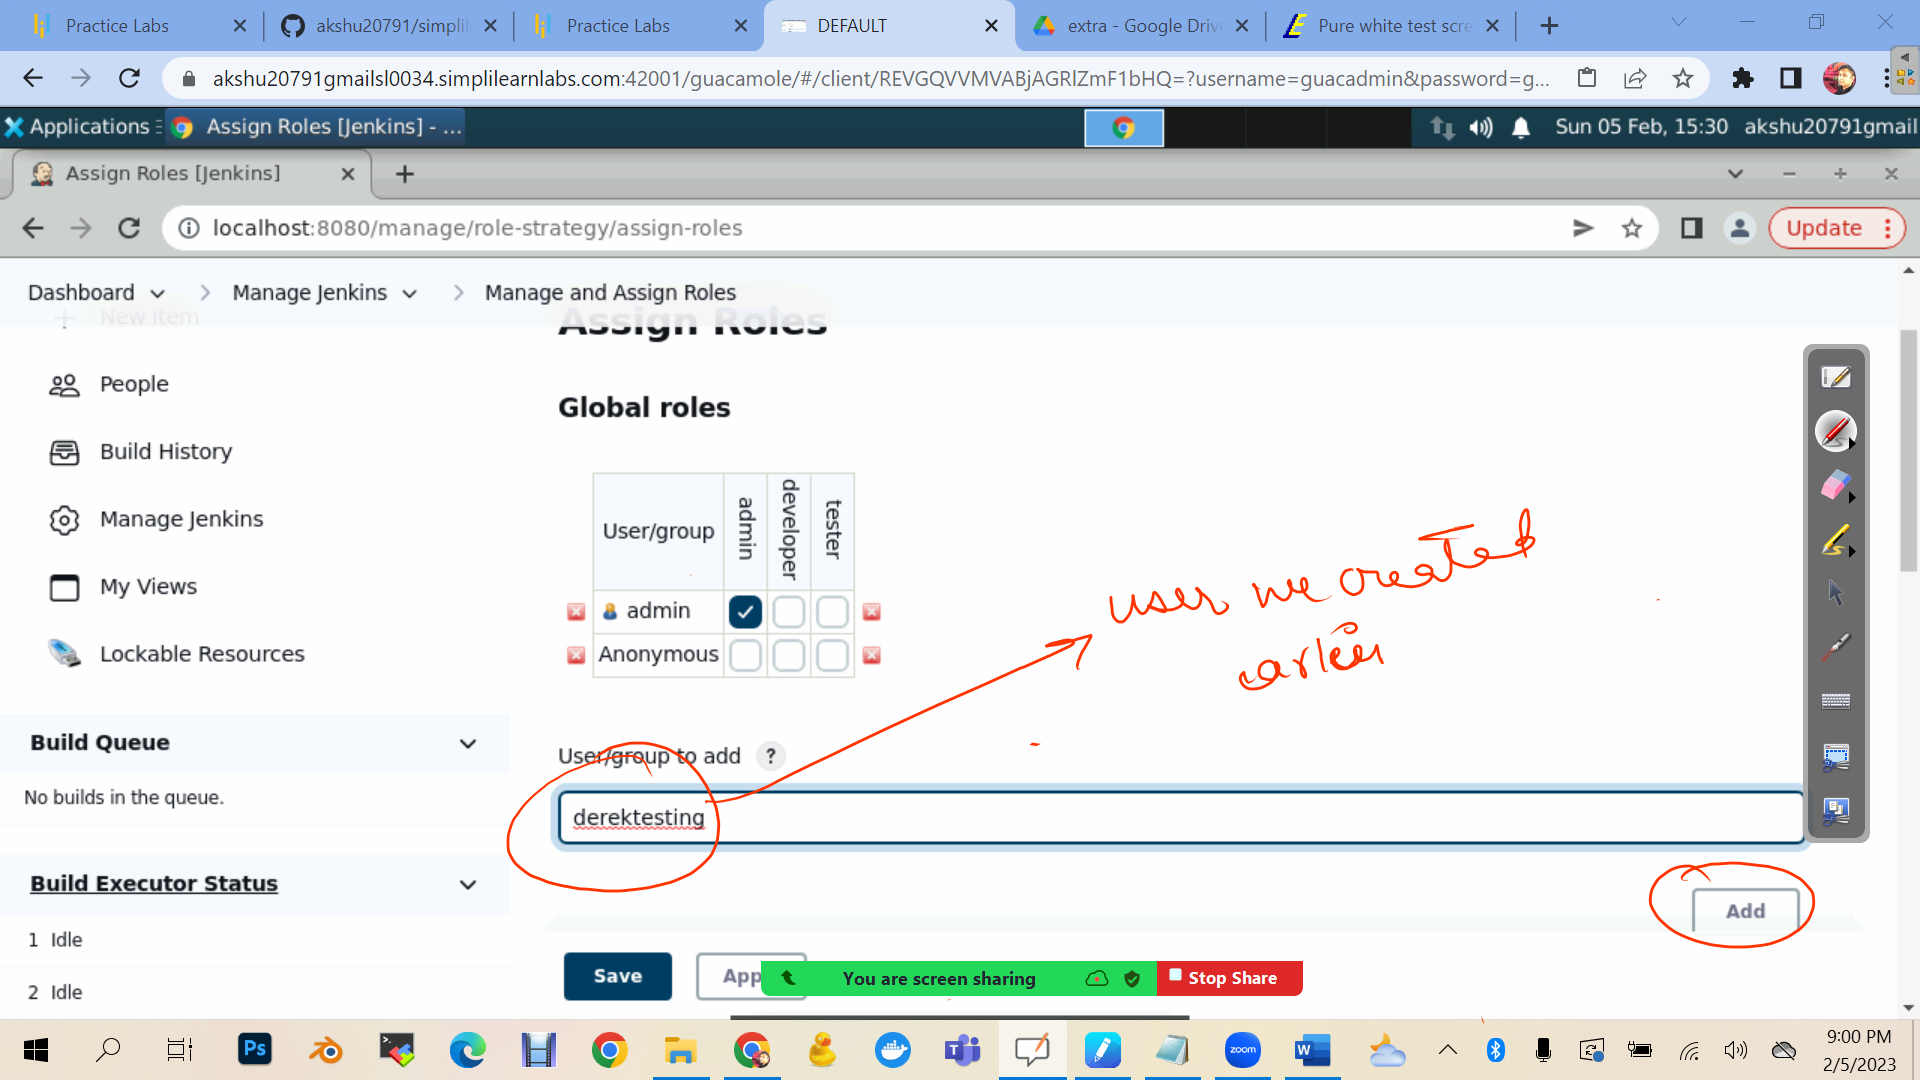 Practice Labs
akshu20791/simplil
Practice Labs
DEFAULT
extra - Google Drive
Pure white test scre
akshu20791gmailsl0034.simplilearnlabs.com:42001/guacamole/#/client/REVGQVVMVABjAGRlZmF1bHQ=?username=guacadmin&password=g...
Applications
Assign Roles [Jenkins] - ...
Sun 05 Feb, 15:30
akshu20791gmail
Assign Roles [Jenkins]
localhost:8080/manage/role-strategy/assign-roles
Update
Dashboard
Manage Jenkins
Manage and Assign Roles
New Item
Assign Roles
People
Build History
Manage Jenkins
My Views
Lockable Resources
Build Queue
No builds in the queue.
Build Executor Status
1 Idle
2 Idle
Global roles
User/group
admin
developer
tester
admin
Anonymous
user we created
earlier
User/group to add ?
derektesting
Add
Save
App
You are screen sharing
Stop Share
Ps
zoom
W
9:00 PM
2/5/2023